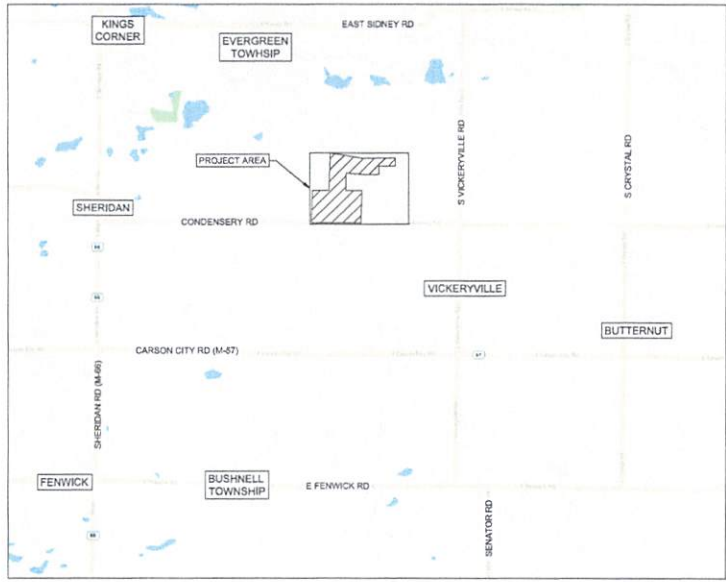 KINGS
CORNER
EAST SIDNEY RD
EVERGREEN
TOWHSIP
S VICKERYVILLE RD
S CRYSTAL RD
PROJECT AREA
SHERIDAN
CONDENSERY RD
VICKERYVILLE
BUTTERNUT
CARSON CITY RD (M-57)
SHERIDAN RD (M-66)
FENWICK
BUSHNELL
TOWNSHIP
E FENWICK RD
SENATOR RD